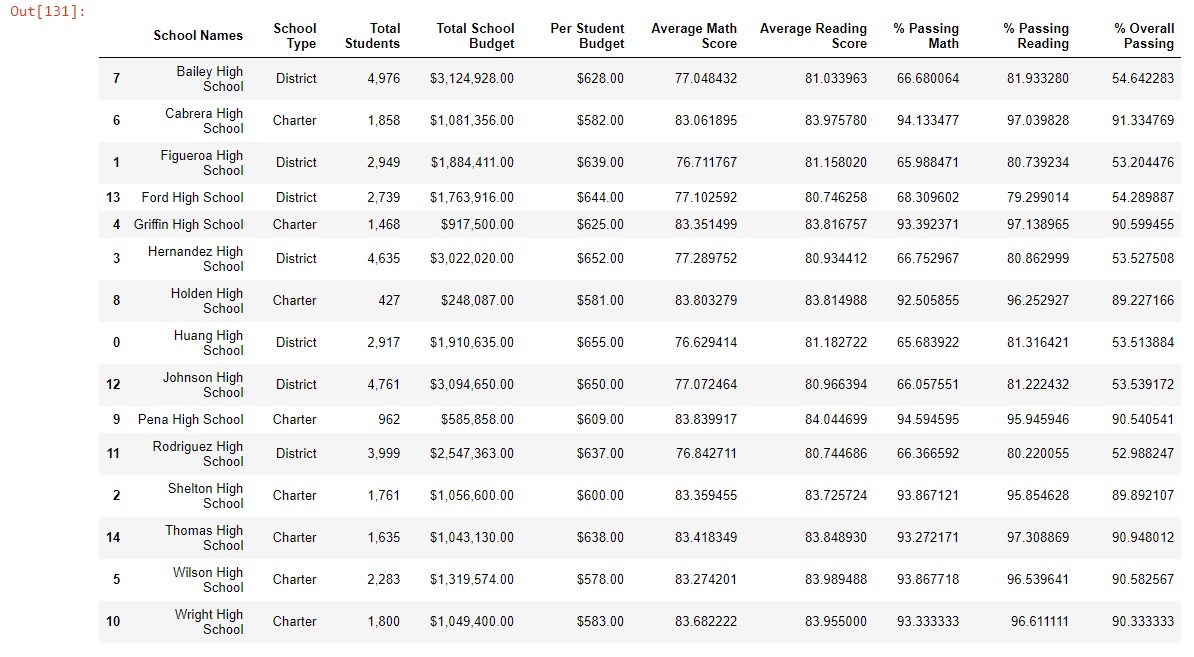 Out[131]:
School Names School Type Total Students Total School Budget Per Student Budget Average Math Score Average Reading Score % Passing Math % Passing Reading % Overall Passing
7 Bailey High School District 4,976 $3,124,928.00 $628.00 77.048432 81.033963 66.680064 81.933280 54.642283
6 Cabrera High School Charter 1,858 $1,081,356.00 $582.00 83.061895 83.975780 94.133477 97.039828 91.334769
1 Figueroa High School District 2,949 $1,884,411.00 $639.00 76.711767 81.158020 65.988471 80.739234 53.204476
13 Ford High School District 2,739 $1,763,916.00 $644.00 77.102592 80.746258 68.309602 79.299014 54.289887
4 Griffin High School Charter 1,468 $917,500.00 $625.00 83.351499 83.816757 93.392371 97.138965 90.599455
3 Hernandez High School District 4,635 $3,022,020.00 $652.00 77.289752 80.934412 66.752967 80.862999 53.527508
8 Holden High School Charter 427 $248,087.00 $581.00 83.803279 83.814988 92.505855 96.252927 89.227166
0 Huang High School District 2,917 $1,910,635.00 $655.00 76.629414 81.182722 65.683922 81.316421 53.513884
12 Johnson High School District 4,761 $3,094,650.00 $650.00 77.072464 80.966394 66.057551 81.222432 53.539172
9 Pena High School Charter 962 $585,858.00 $609.00 83.839917 84.044699 94.594595 95.945946 90.540541
11 Rodriguez High School District 3,999 $2,547,363.00 $637.00 76.842711 80.744686 66.366592 80.220055 52.988247
2 Shelton High School Charter 1,761 $1,056,600.00 $600.00 83.359455 83.725724 93.867121 95.854628 89.892107
14 Thomas High School Charter 1,635 $1,043,130.00 $638.00 83.418349 83.848930 93.272171 97.308869 90.948012
5 Wilson High School Charter 2,283 $1,319,574.00 $578.00 83.274201 83.989488 93.867718 96.539641 90.582567
10 Wright High School Charter 1,800 $1,049,400.00 $583.00 83.682222 83.955000 93.333333 96.611111 90.333333